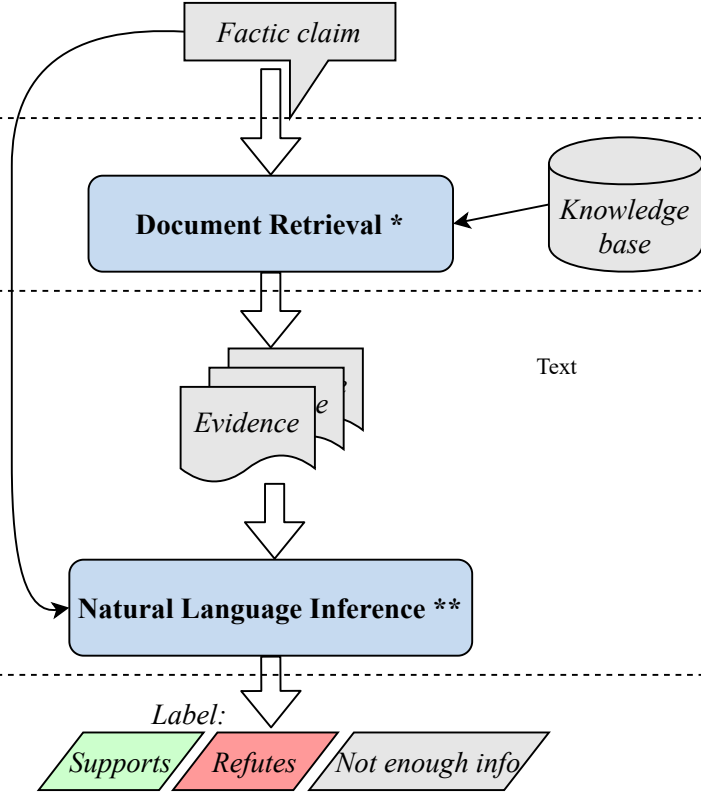 Factic claim
Document Retrieval *
Knowledge
base
Text
e
Evidence
Natural Language Inference **
Label:
Supports
Refutes
Not enough info